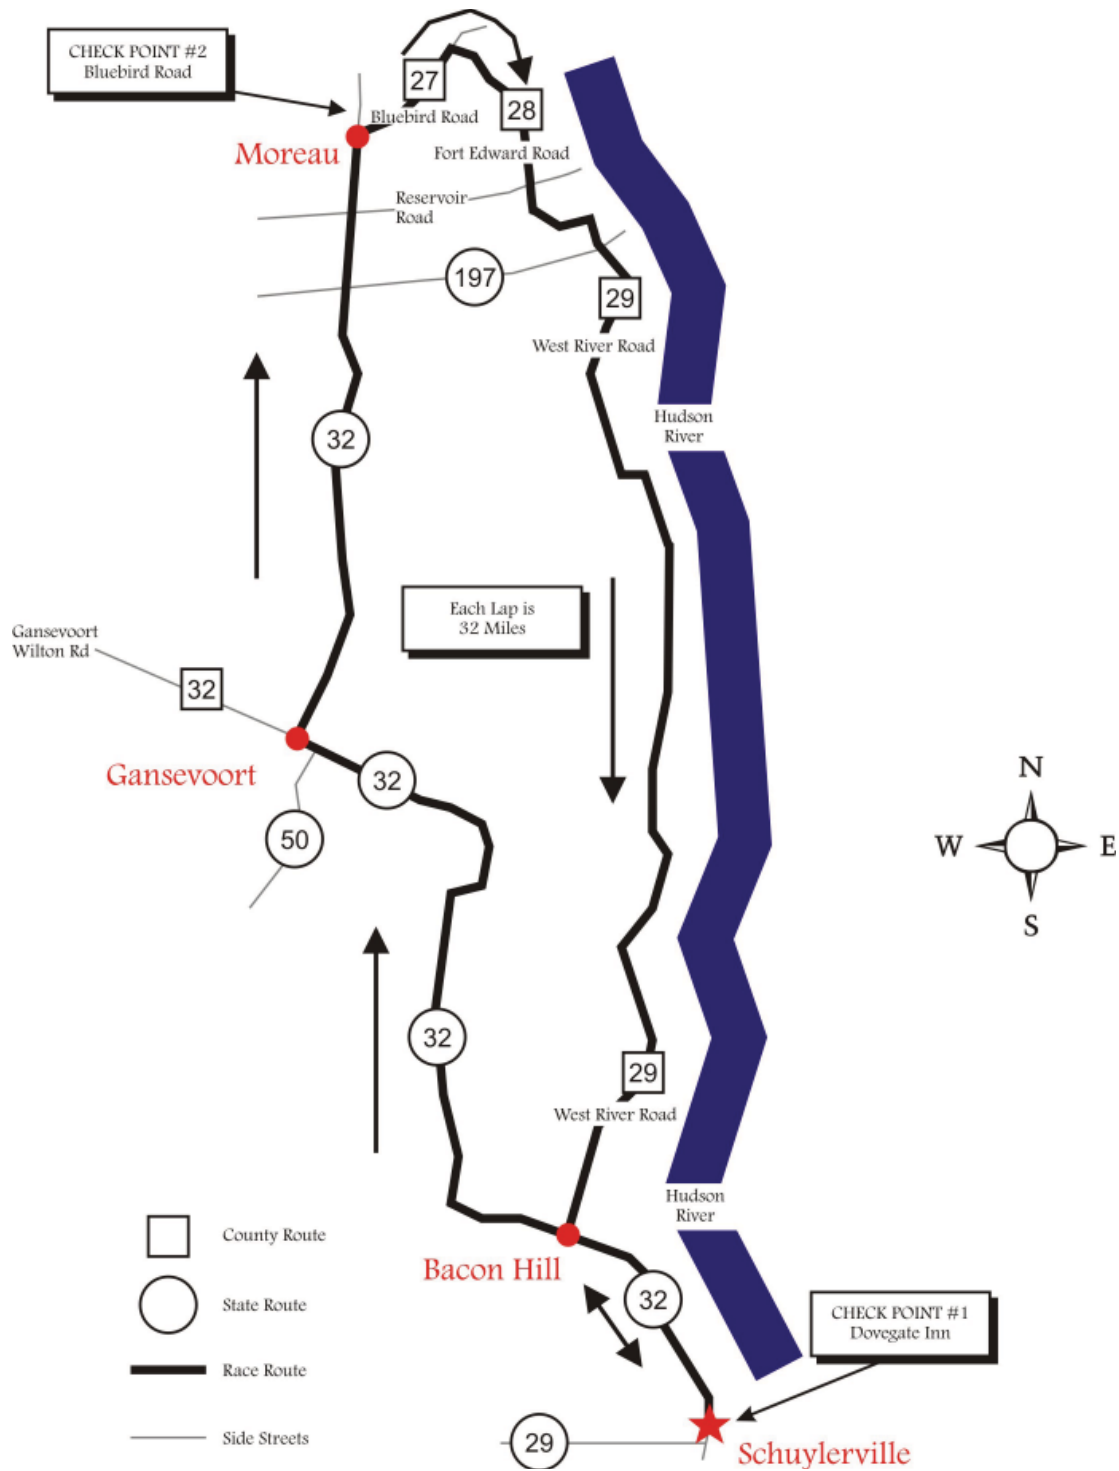 CHECK POINT #2
Bluebird Road
27
28
Bluebird Road
Moreau
Fort Edward Road
Reservoir
Road
197
29
West River Road
Hudson
River
32
Each Lap is
32 Miles
Gansevoort
Wilton Rd
32
Gansevoort
32
50
N
W
E
S
32
29
West River Road
Hudson
River
County Route
Bacon Hill
State Route
32
CHECK POINT #1
Dovegate Inn
Race Route
Side Streets
29
Schuylerville